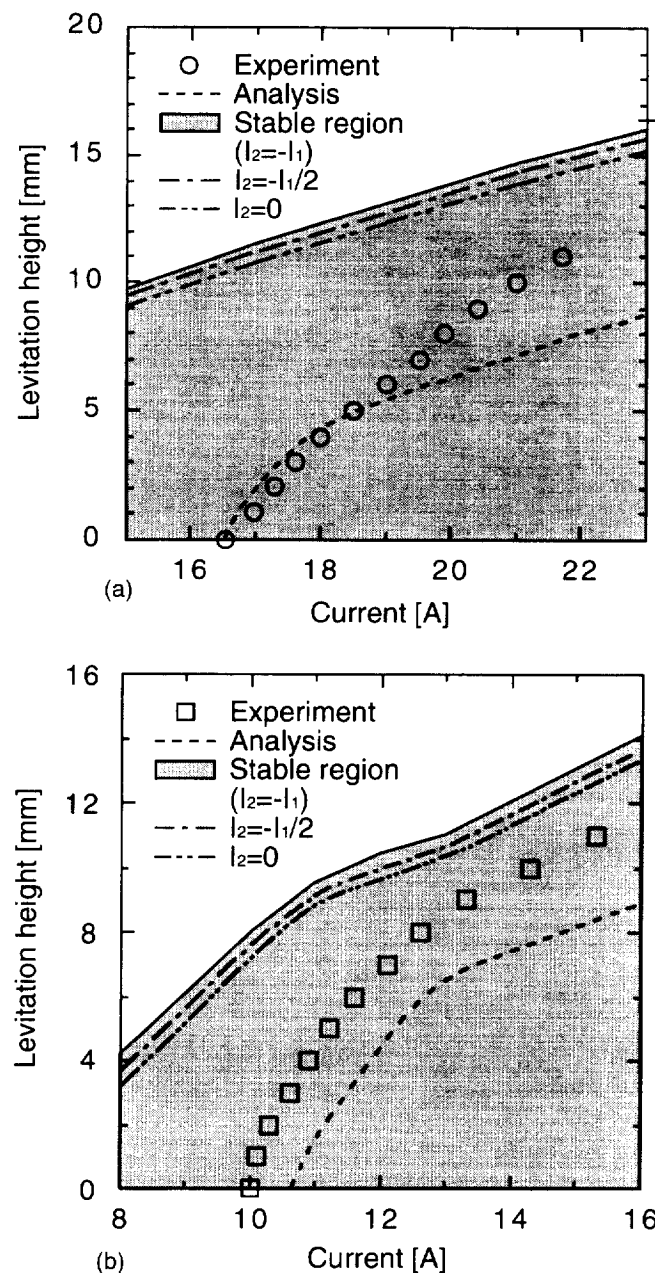 20
15
10
5
0
Levitation height [mm]
Experiment
Analysis
Stable region
(I₂=-I₁)
I₂=-I₁/2
I₂=0
16
18
20
22
(a)
Current [A]
16
12
8
4
0
Levitation height [mm]
Experiment
Analysis
Stable region
(I₂=-I₁)
I₂=-I₁/2
I₂=0
8
10
12
14
16
(b)
Current [A]